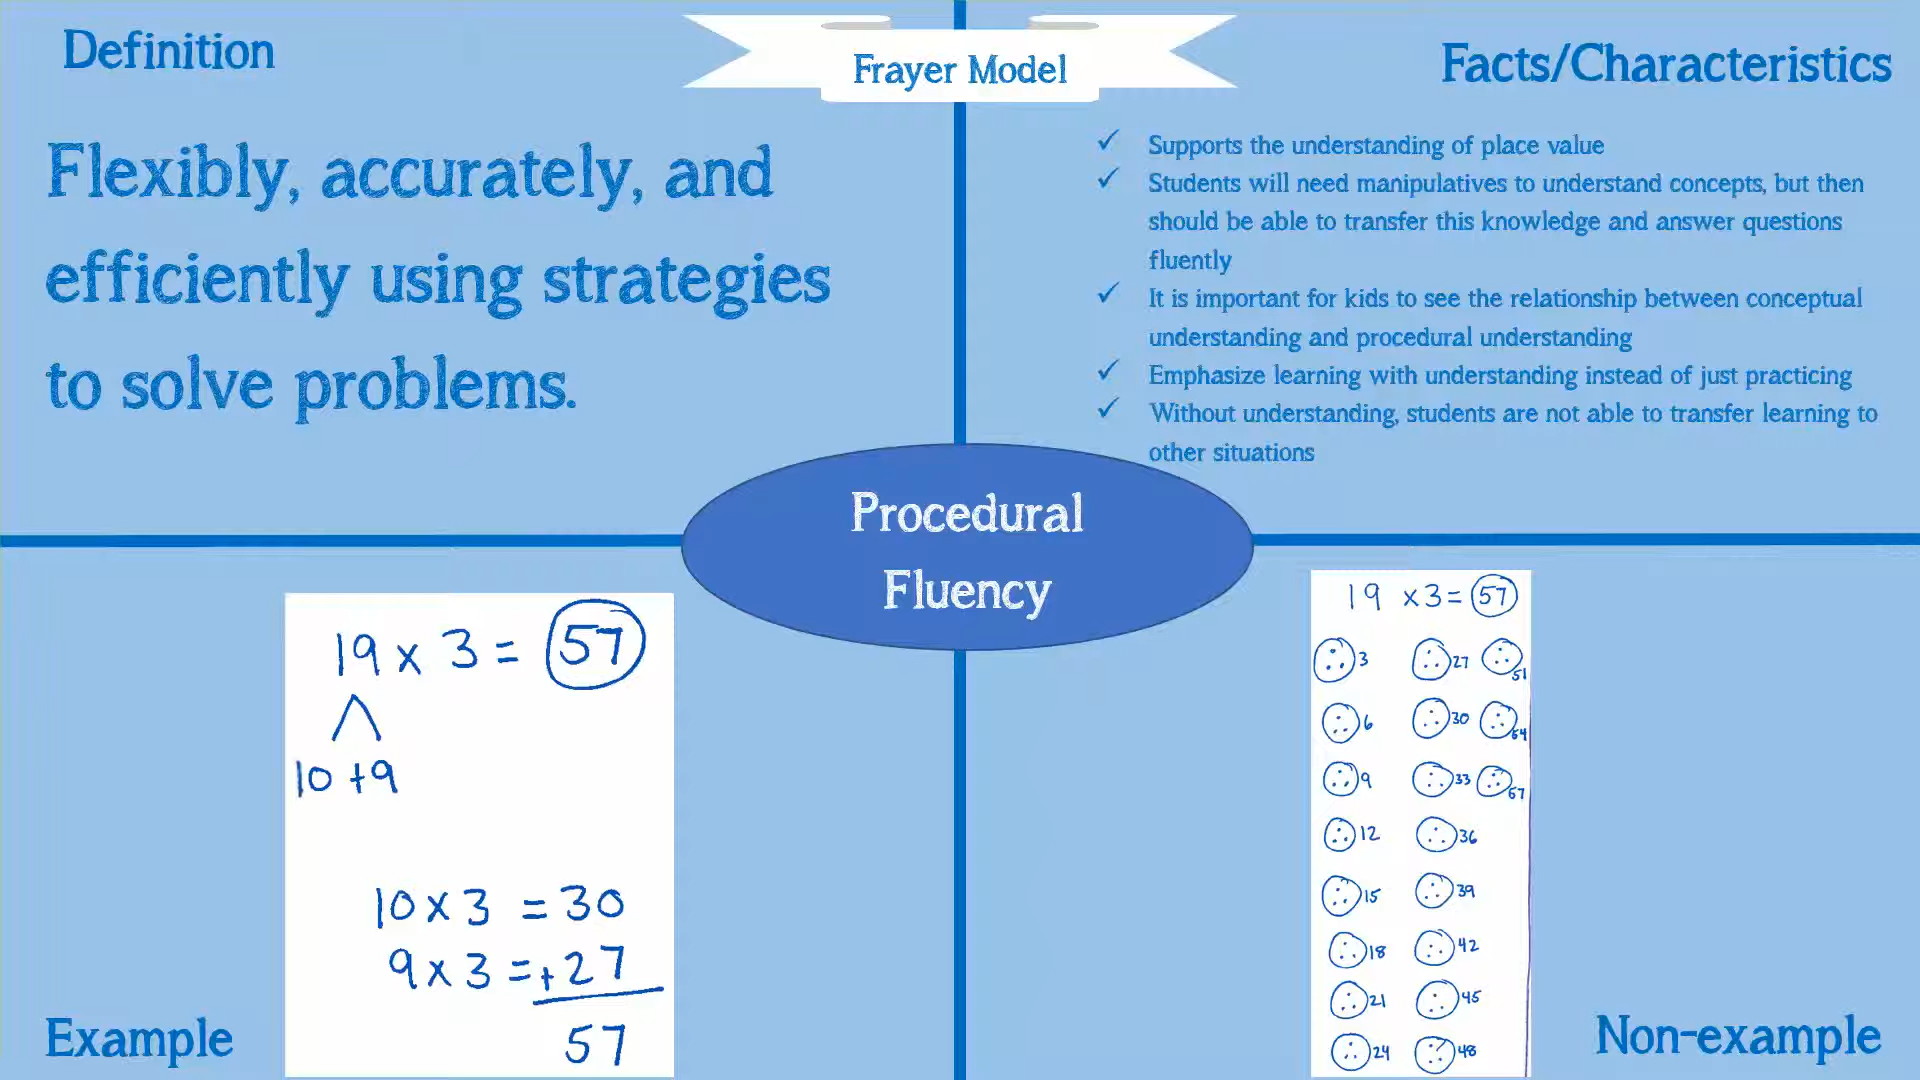 Frayer Model
Definition
Flexibly, accurately, and
efficiently using strategies
to solve problems.
Facts/Characteristics
✓ Supports the understanding of place value
✓ Students will need manipulatives to understand concepts, but then
should be able to transfer this knowledge and answer questions
fluently
✓ It is important for kids to see the relationship between conceptual
understanding and procedural understanding
✓ Emphasize learning with understanding instead of just practicing
✓ Without understanding, students are not able to transfer learning to
other situations
Procedural
Fluency
19 x 3 = 57
10 + 9
10 x 3 = 30
9 x 3 = + 27
57
Example
19 x 3 = 57
3 27 51
6 30 54
9 33 57
12 36
15 39
18 42
21 45
24 48
Non-example